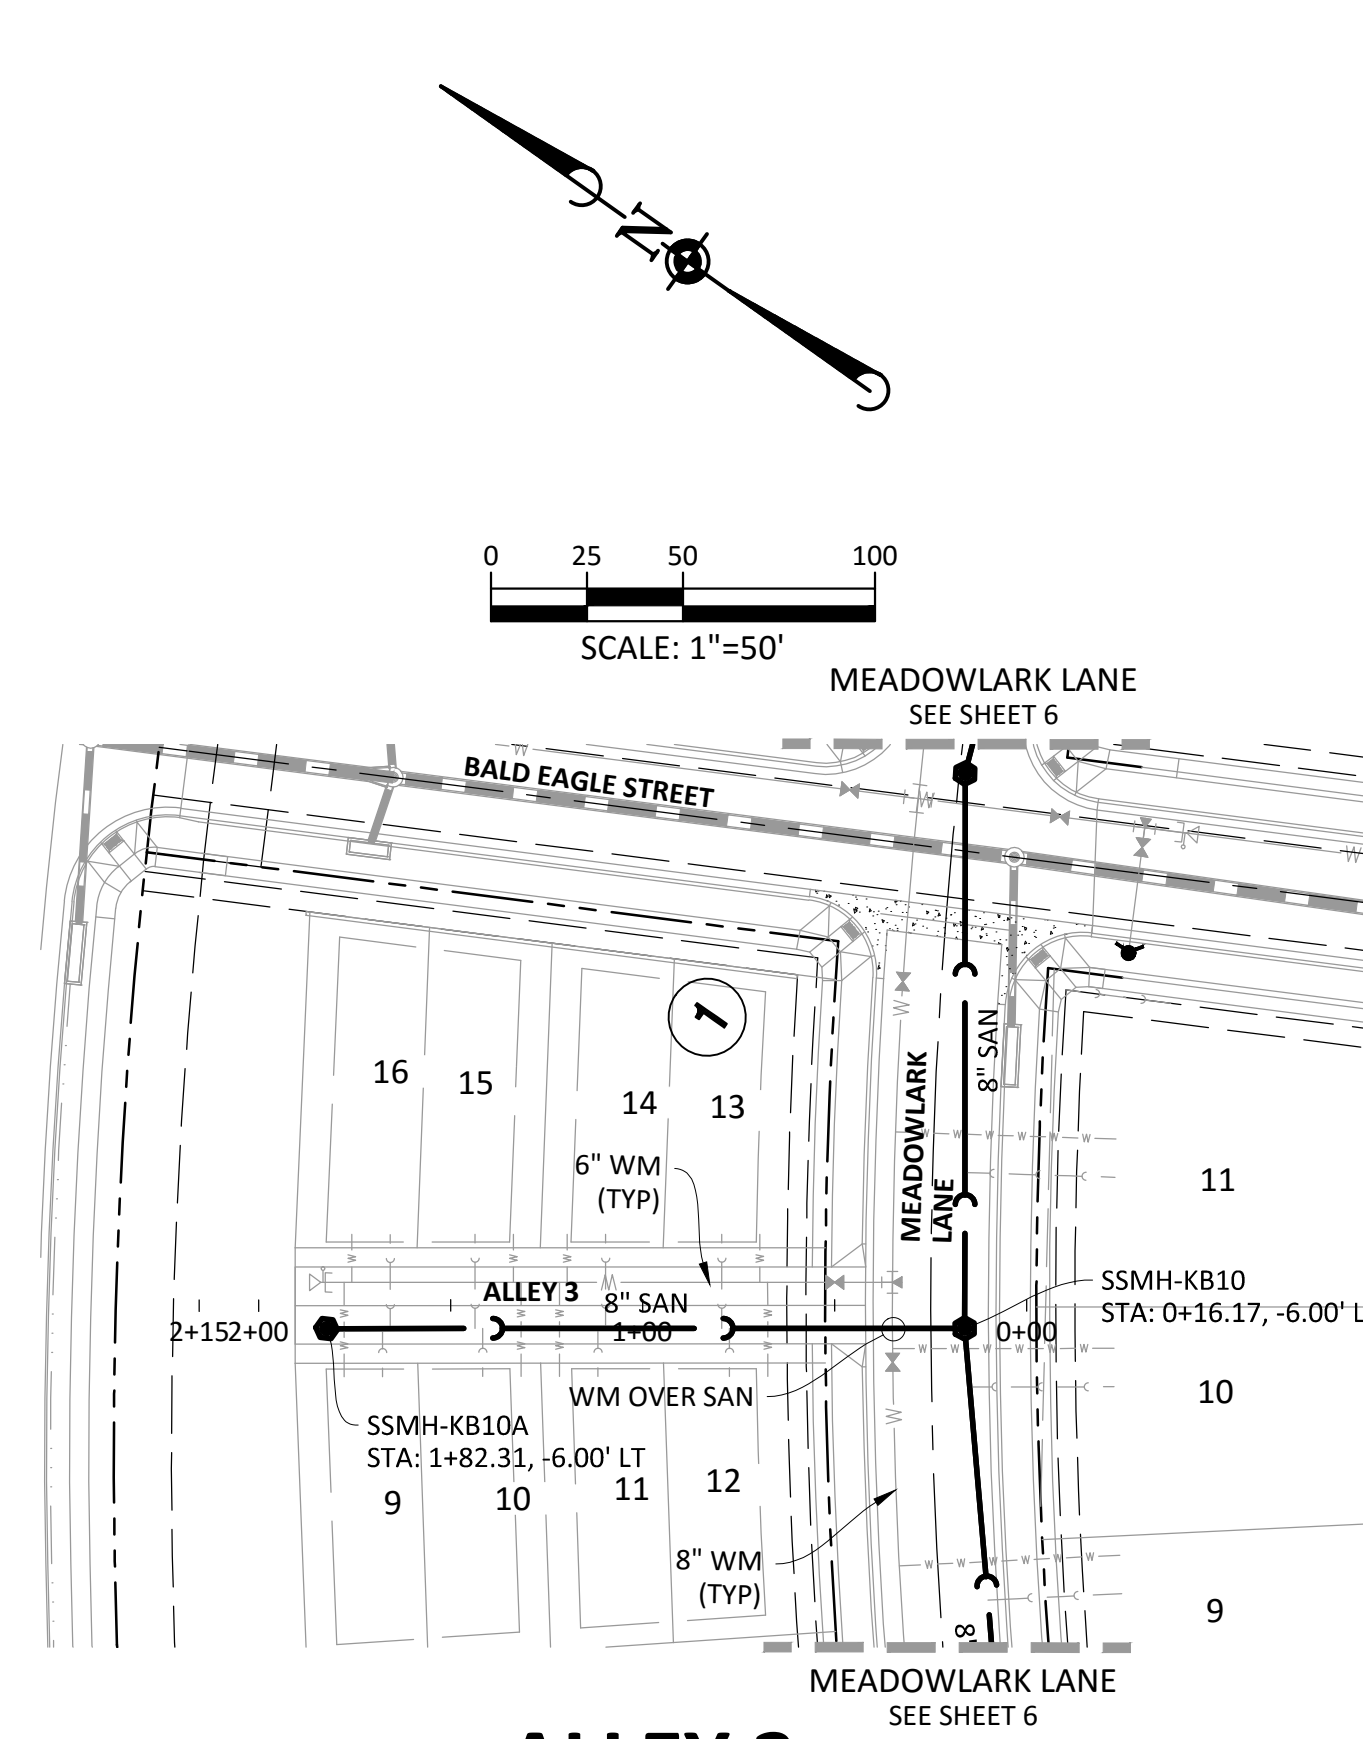 N
0 25 50 100
SCALE: 1"=50'
MEADOWLARK LANE
SEE SHEET 6
BALD EAGLE STREET
W
W
W
1
16
15
14
13
W
8" SAN
MEADOWLARK
LANE
6" WM
(TYP)
11
ALLEY 3
8" SAN
2+15
2+00
1+00
0+00
SSMH-KB10
STA: 0+16.17, -6.00' L
WM OVER SAN
10
SSMH-KB10A
STA: 1+82.31, -6.00' LT
W
9
10
11
12
8" WM
(TYP)
9
8"
MEADOWLARK LANE
SEE SHEET 6